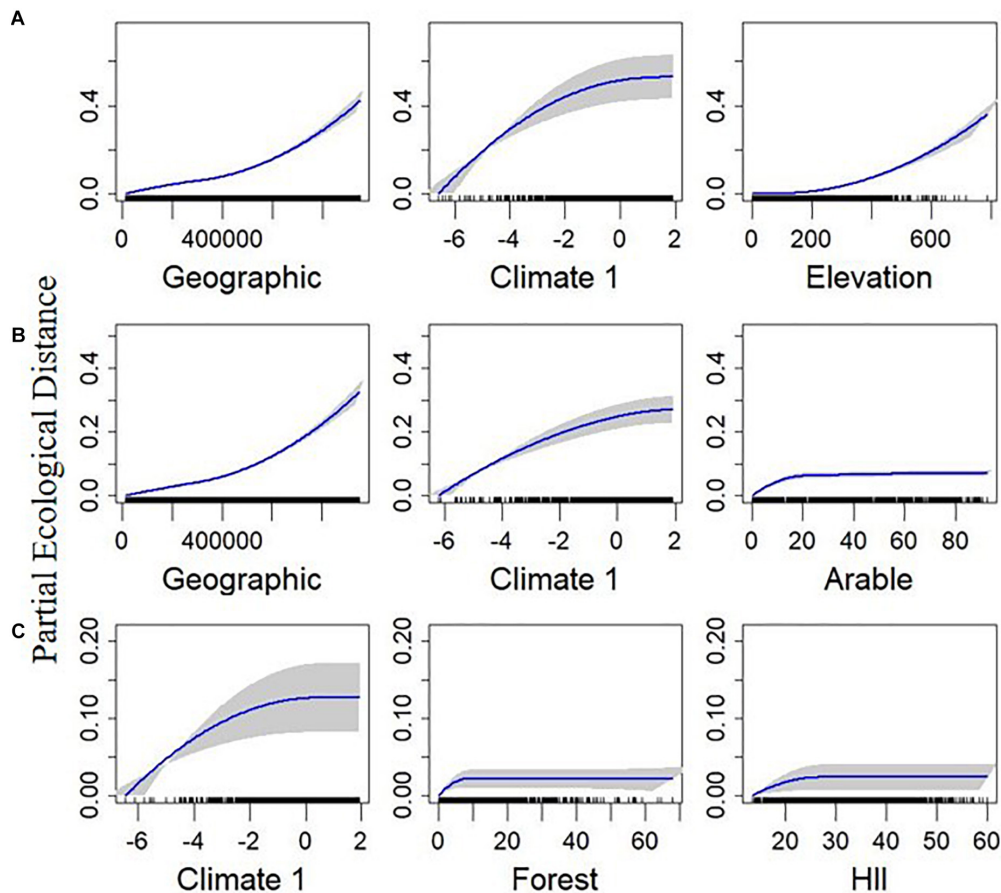 Partial Ecological Distance
A
0.0 0.4
0 400000
Geographic
0.0 0.4
-6 -4 -2 0 2
Climate 1
0.0 0.4
0 200 600
Elevation
B
0.0 0.2 0.4
0 400000
Geographic
0.0 0.2 0.4
-6 -4 -2 0 2
Climate 1
0.0 0.2 0.4
0 20 40 60 80
Arable
C
0.00 0.10 0.20
-6 -4 -2 0 2
Climate 1
0.00 0.10 0.20
0 20 40 60
Forest
0.00 0.10 0.20
20 30 40 50 60
HII